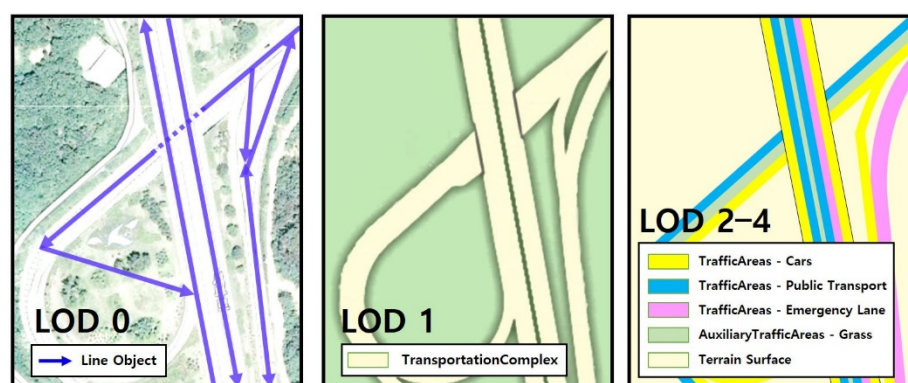 LOD 0
Line Object
LOD 1
TransportationComplex
LOD 2-4
TrafficAreas - Cars
TrafficAreas - Public Transport
TrafficAreas - Emergency Lane
AuxiliaryTrafficAreas - Grass
Terrain Surface